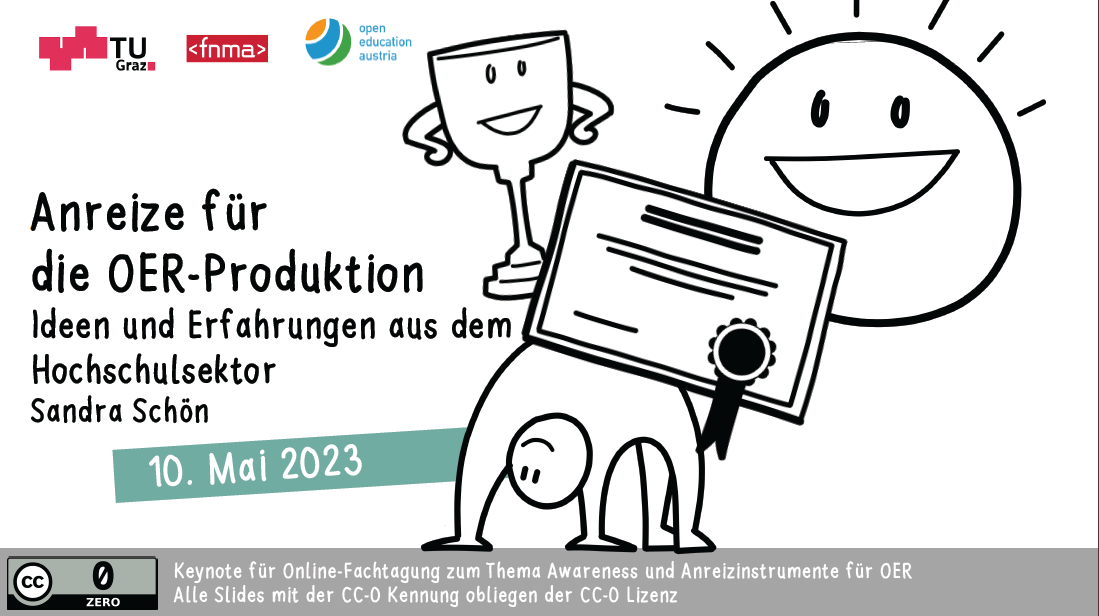 TU
Graz
<fnma>
open
education
austria
Anreize für
die OER-Produktion
Ideen und Erfahrungen aus dem
Hochschulsektor
Sandra Schön
10. Mai 2023
cc
0
ZERO
Keynote für Online-Fachtagung zum Thema Awareness und Anreizinstrumente für OER
Alle Slides mit der CC-0 Kennung obliegen der CC-0 Lizenz